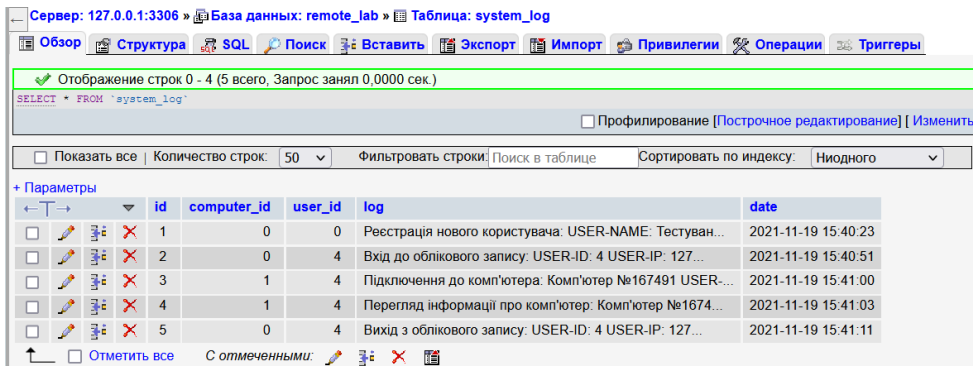 Сервер: 127.0.0.1:3306 » База данных: remote_lab » Таблица: system_log
Обзор Структура SQL Поиск Вставить Экспорт Импорт Привилегии Операции Триггеры
Отображение строк 0 - 4 (5 всего, Запрос занял 0,0000 сек.)
SELECT * FROM `system_log`
Профилирование [Построчное редактирование] [ Изменить
Показать все | Количество строк: 50 Фильтровать строки: Поиск в таблице Сортировать по индексу: Ниодного
+ Параметры
←T→ id computer_id user_id log date
1 0 0 Реєстрація нового користувача: USER-NAME: Тестуван... 2021-11-19 15:40:23
2 0 4 Вхід до облікового запису: USER-ID: 4 USER-IP: 127... 2021-11-19 15:40:51
3 1 4 Підключення до комп'ютера: Комп'ютер №167491 USER-... 2021-11-19 15:41:00
4 1 4 Перегляд інформації про комп'ютер: Комп'ютер №1674... 2021-11-19 15:41:03
5 0 4 Вихід з облікового запису: USER-ID: 4 USER-IP: 127... 2021-11-19 15:41:11
Отметить все С отмеченными: